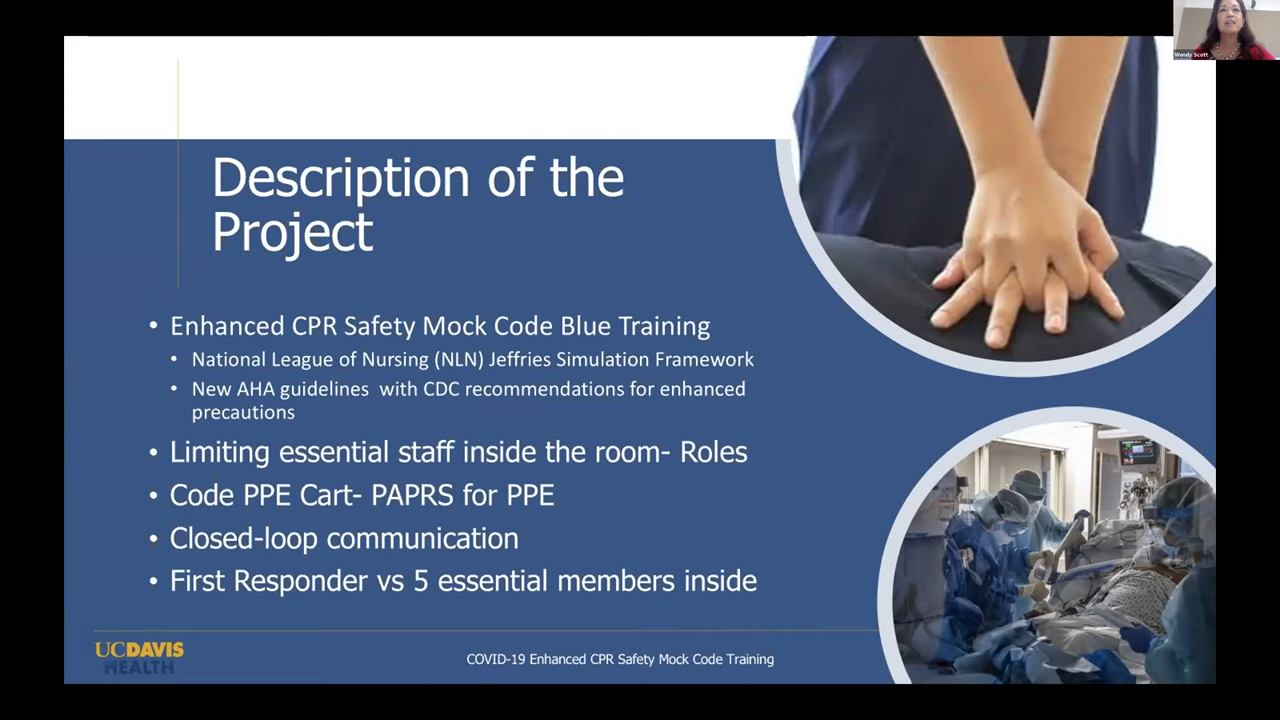 Wendy Scott
Description of the
Project
• Enhanced CPR Safety Mock Code Blue Training
• National League of Nursing (NLN) Jeffries Simulation Framework
• New AHA guidelines  with CDC recommendations for enhanced
precautions
• Limiting essential staff inside the room- Roles
• Code PPE Cart- PAPRS for PPE
• Closed-loop communication
• First Responder vs 5 essential members inside
UCDAVIS
HEALTH
COVID-19 Enhanced CPR Safety Mock Code Training